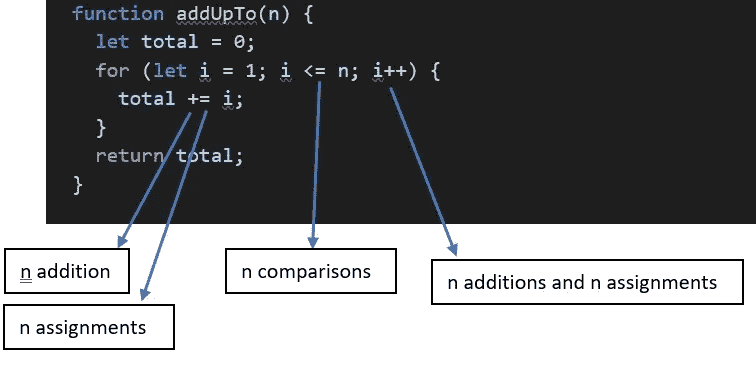 function addUpTo(n) {
let total = 0;
for (let i = 1; i <= n; i++) {
total += i;
}
return total;
}
n addition
n comparisons
n additions and n assignments
n assignments